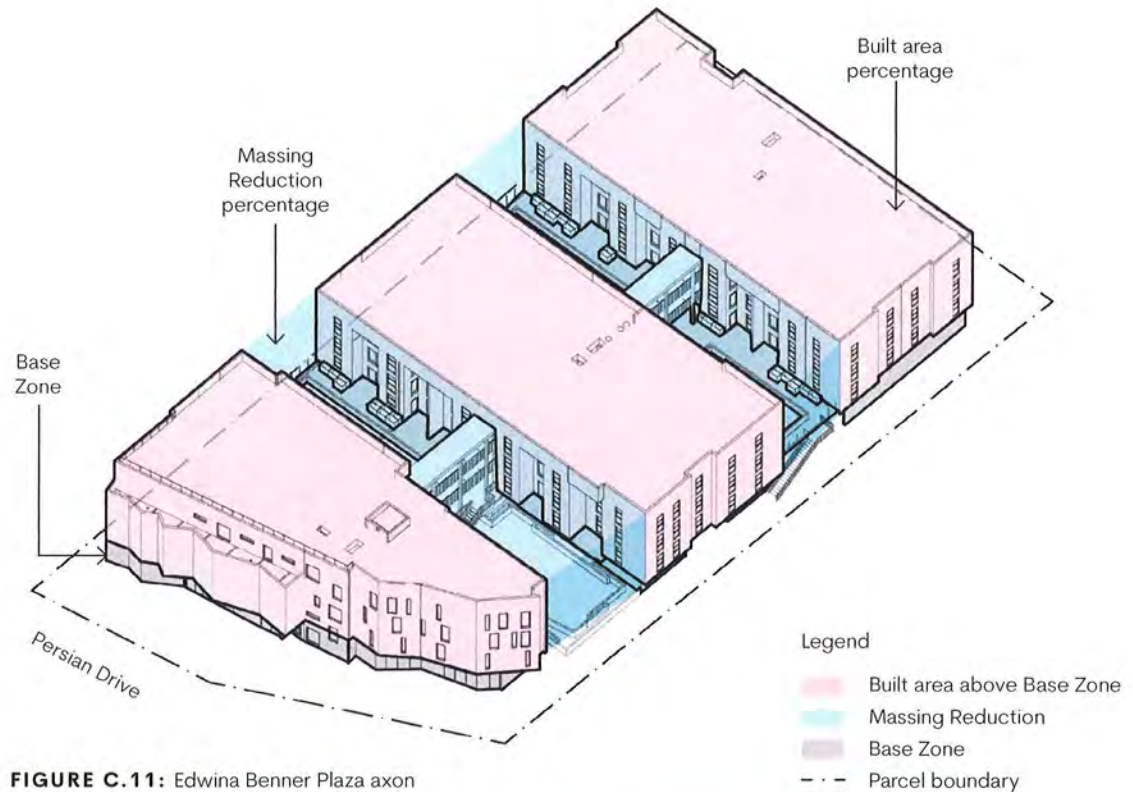 Built area
percentage
Massing
Reduction
percentage
Base
Zone
Persian Drive
Legend
Built area above Base Zone
Massing Reduction
Base Zone
Parcel boundary
FIGURE C.11: Edwina Benner Plaza axon